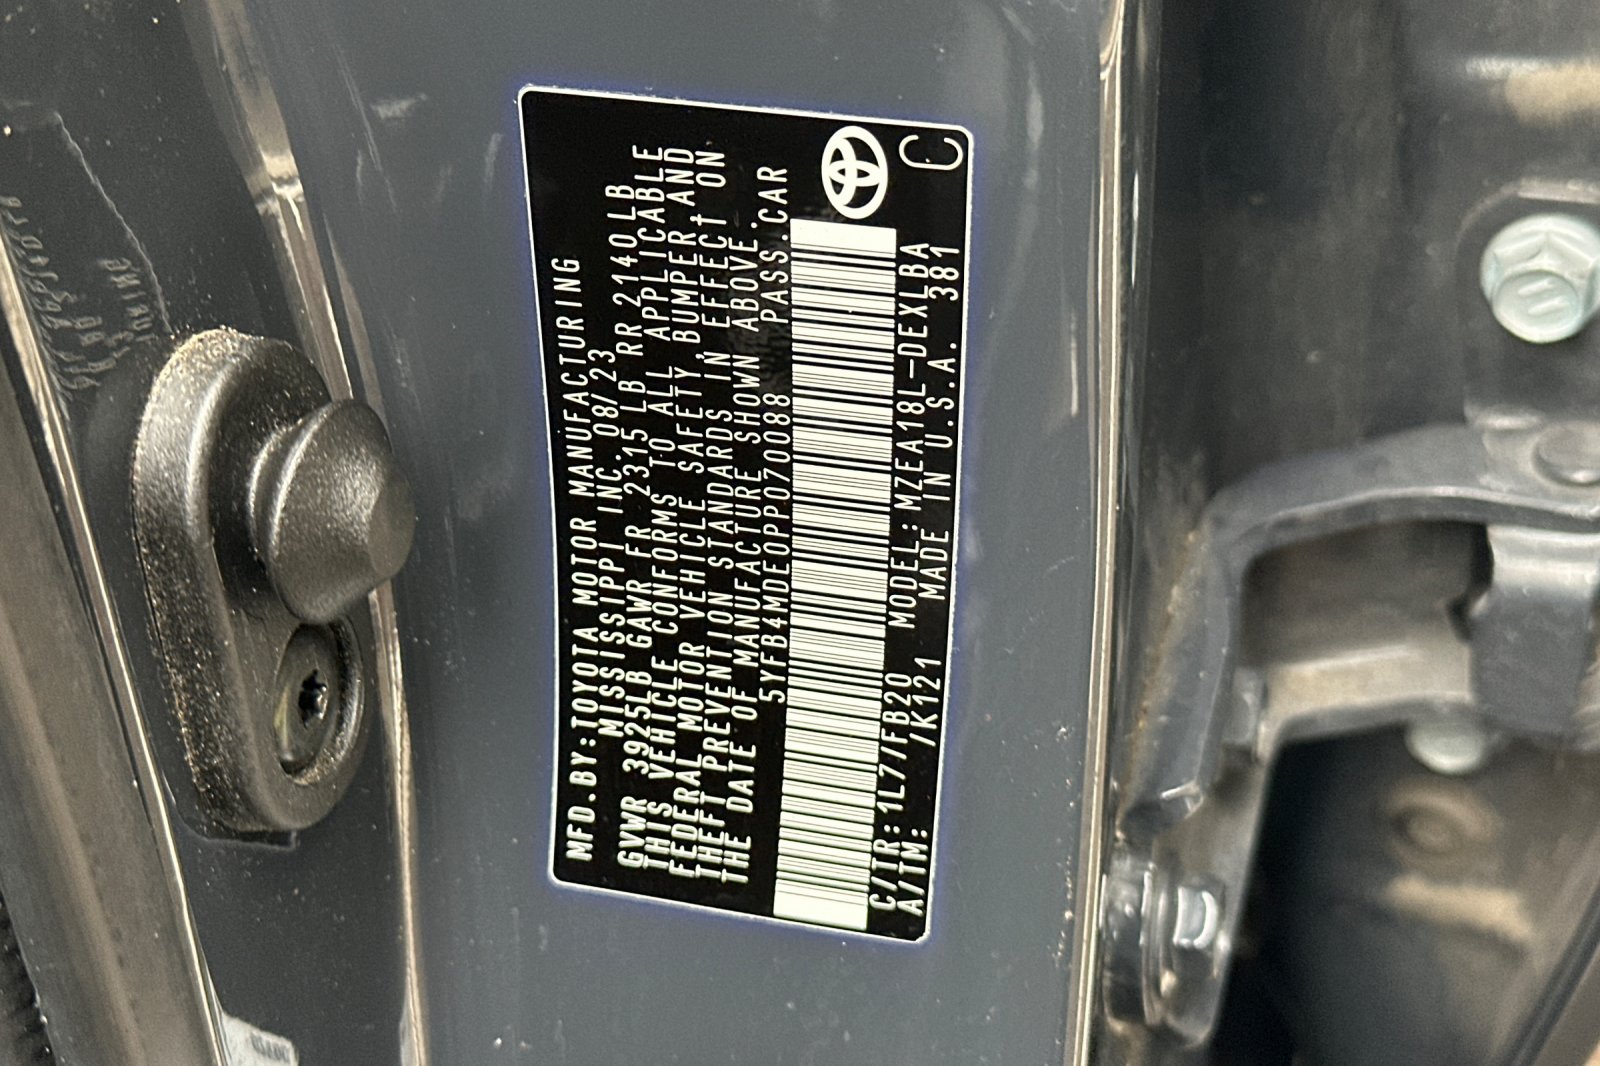 MFD.BY:TOYOTA MOTOR MANUFACTURING
MISSISSIPPI INC. 08/23
GVWR 3925LB GAWR FR 2315 LB RR 2140LB
THIS VEHICLE CONFORMS TO ALL APPLICABLE
FEDERAL MOTOR VEHICLE SAFETY, BUMPER, AND
THEFT PREVENTION STANDARDS IN EFFECT ON
THE DATE OF MANUFACTURE SHOWN ABOVE.
5YFB4MDE0PP070088 PASS.CAR
C/TR:1L7/FB20 MODEL:MZEA18L-DEXLBA
A/TM: /K121 MADE IN U.S.A. 381 C